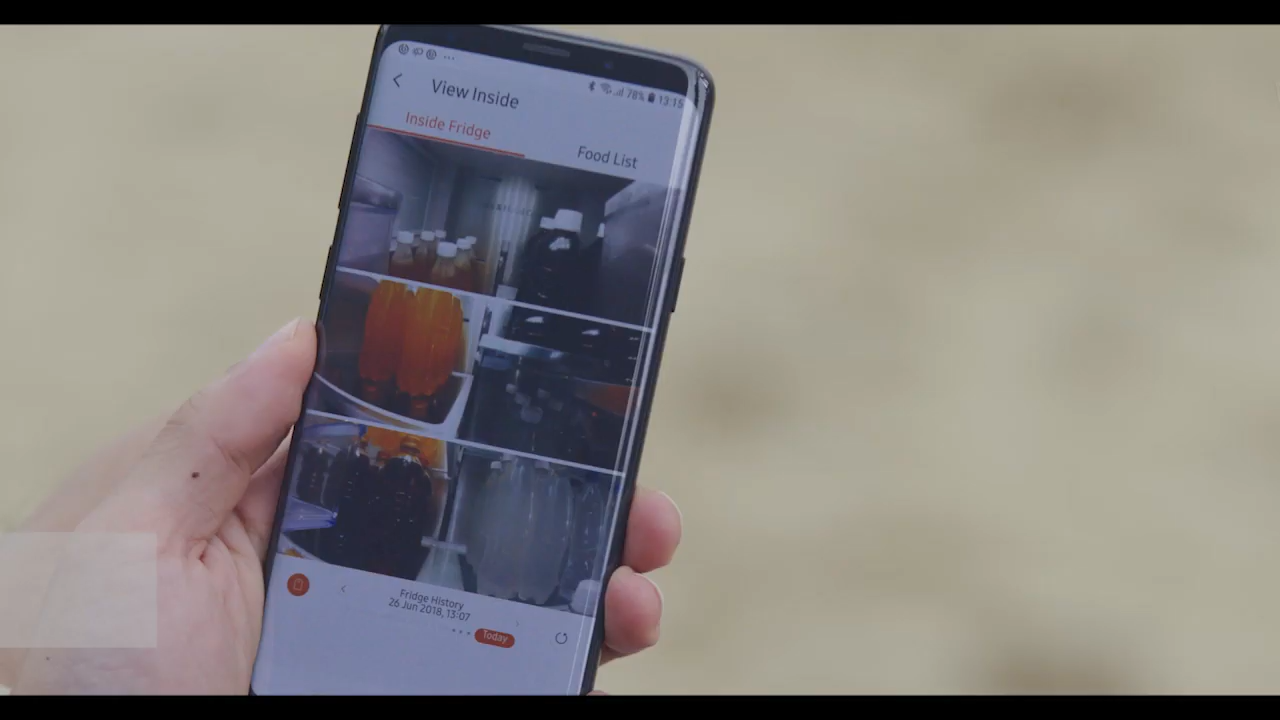 View Inside
78% 13:15
Inside Fridge
Food List
Fridge History
26 Jun 2018, 13:07
Today